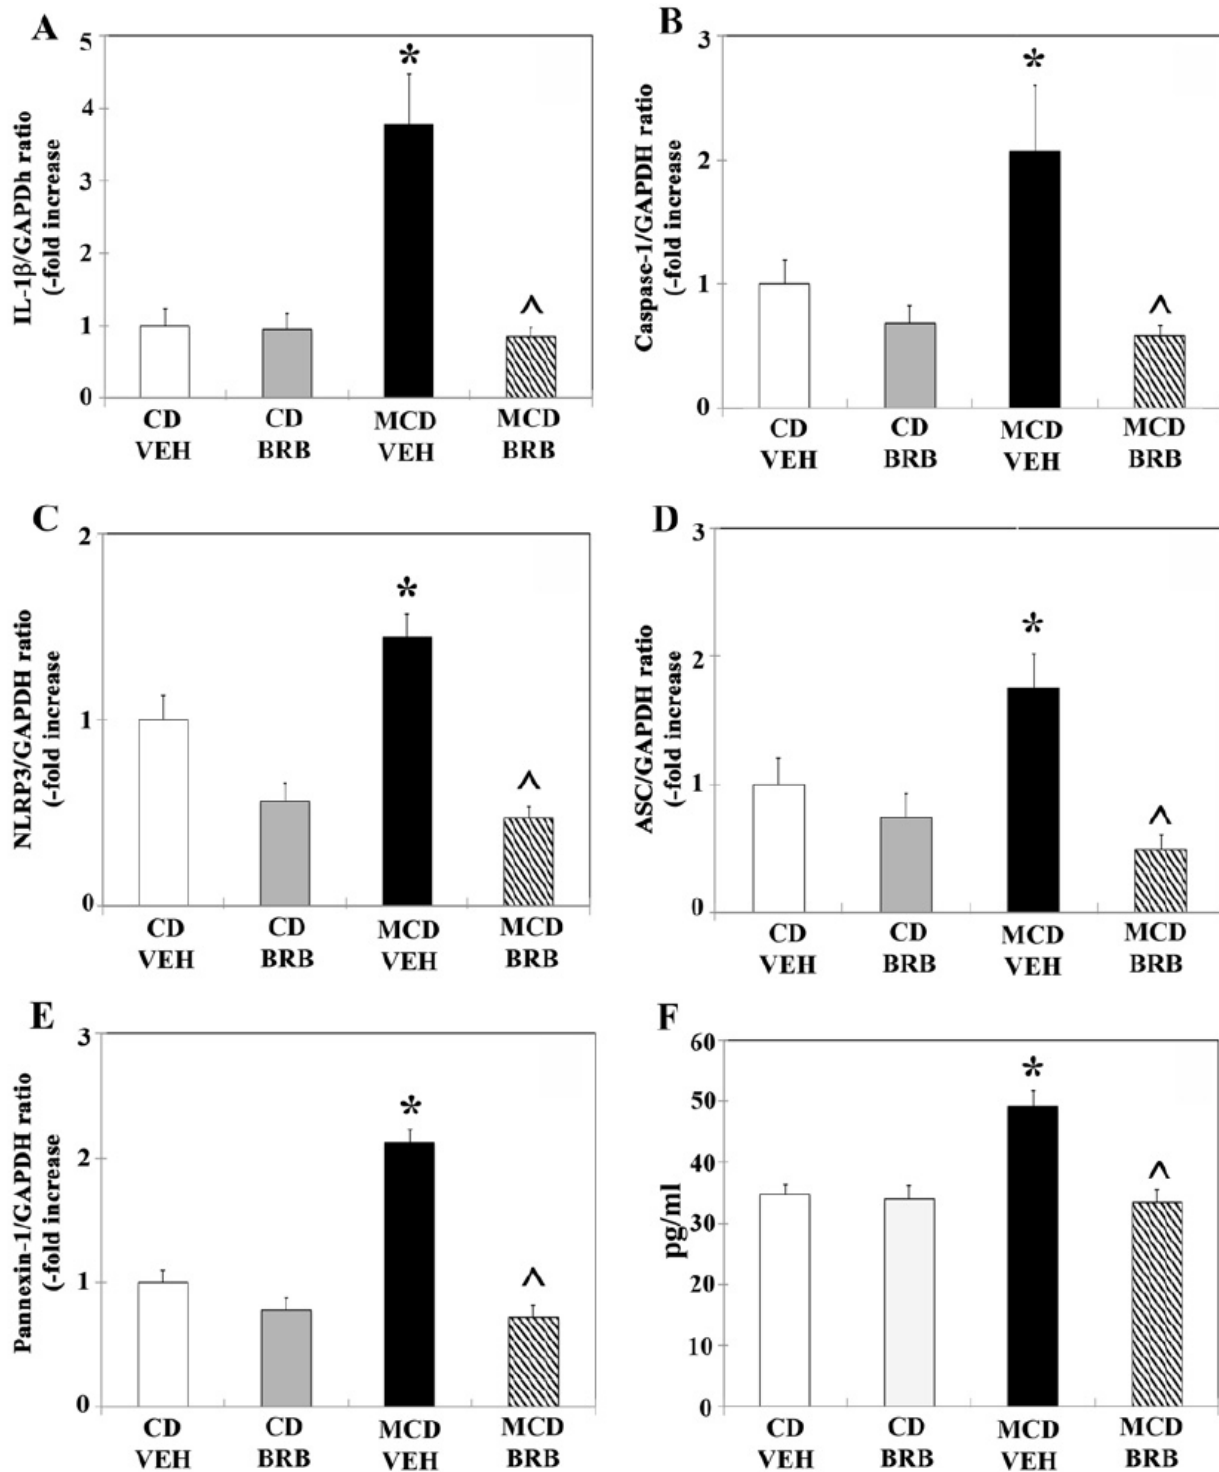 A
IL-1β/GAPDh ratio
(-fold increase
5
4
3
2
1
0
*
^
CD CD MCD MCD
VEH BRB VEH BRB
B
Caspase-1/GAPDH ratio
(-fold increase
3
2
1
0
*
^
CD CD MCD MCD
VEH BRB VEH BRB
C
NLRP3/GAPDH ratio
(-fold increase
2
1
0
*
^
CD CD MCD MCD
VEH BRB VEH BRB
D
ASC/GAPDH ratio
(-fold increase
3
2
1
0
*
^
CD CD MCD MCD
VEH BRB VEH BRB
E
Pannexin-1/GAPDH ratio
(-fold increase
3
2
1
0
*
^
CD CD MCD MCD
VEH BRB VEH BRB
F
pg/ml
60
50
40
30
20
10
0
*
^
CD CD MCD MCD
VEH BRB VEH BRB